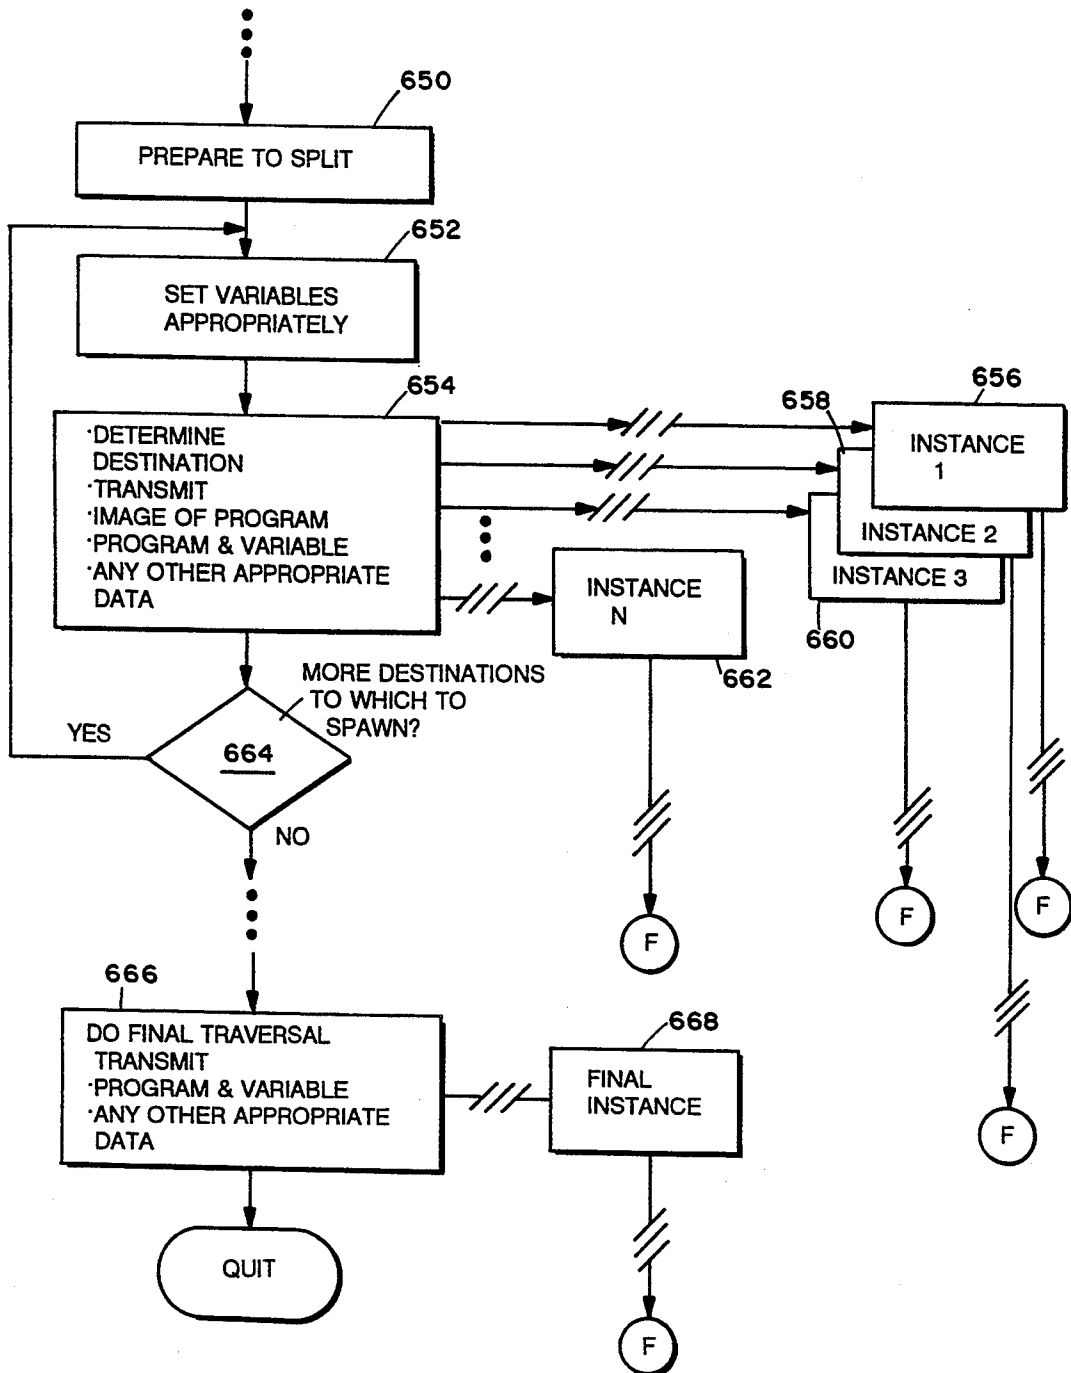 650
PREPARE TO SPLIT
652
SET VARIABLES
APPROPRIATELY
654
·DETERMINE
DESTINATION
·TRANSMIT
·IMAGE OF PROGRAM
·PROGRAM & VARIABLE
·ANY OTHER APPROPRIATE
DATA
656
INSTANCE
1
658
INSTANCE 2
INSTANCE 3
660
INSTANCE
N
662
MORE DESTINATIONS
TO WHICH TO
SPAWN?
YES
664
NO
F
F
F
F
666
DO FINAL TRAVERSAL
TRANSMIT
·PROGRAM & VARIABLE
·ANY OTHER APPROPRIATE
DATA
668
FINAL
INSTANCE
QUIT
F